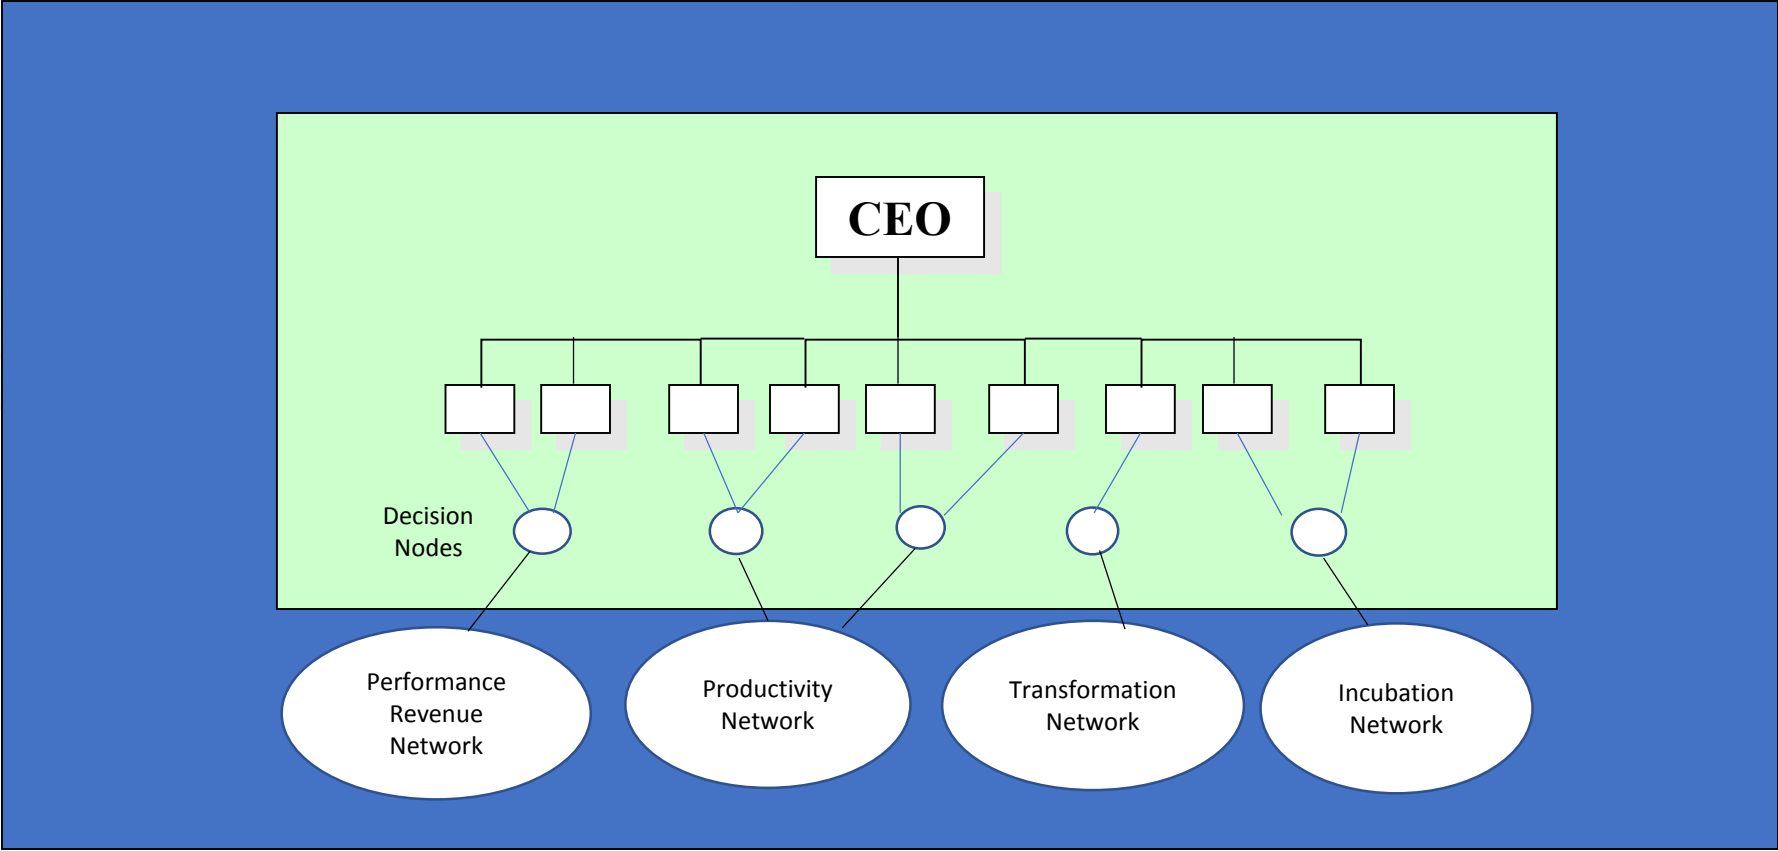 CEO
Decision
Nodes
Performance
Revenue
Network
Productivity
Network
Transformation
Network
Incubation
Network